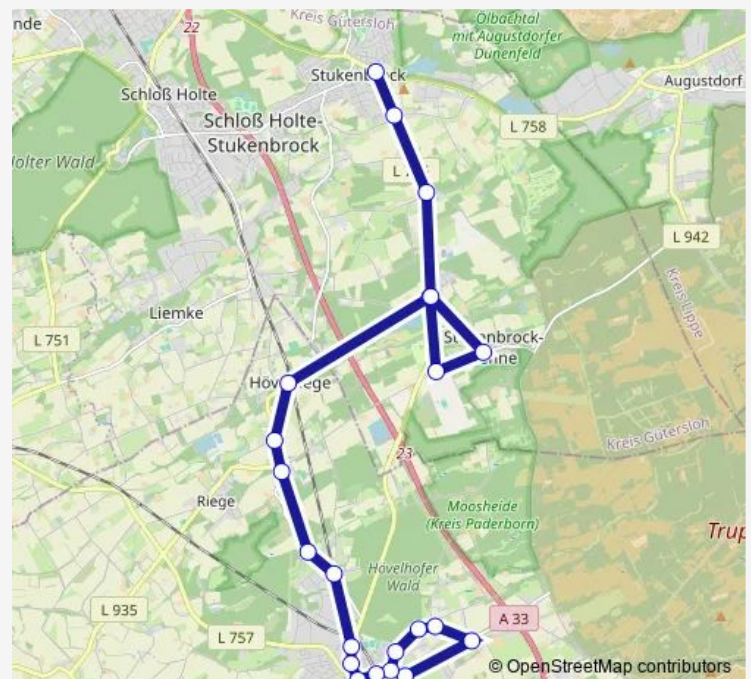 nde
22
Kreis Gütersloh
Ölbachtal
mit Augustdorfer
Dünenfeld
Stukenbrock
Augustdorf
Schloß Holte
Schloß Holte-
Stukenbrock
L 758
Holter Wald
L 942
Kreis Lippe
Liemke
L 751
Kreis Gütersloh
23
Riege
Moosheide
(Kreis Paderborn)
Trup
Hövelhofer
Wald
L 935
L 757
A 33
© OpenStreetMap contributors